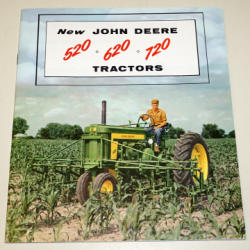 New JOHN DEERE
520 • 620 • 720
TRACTORS